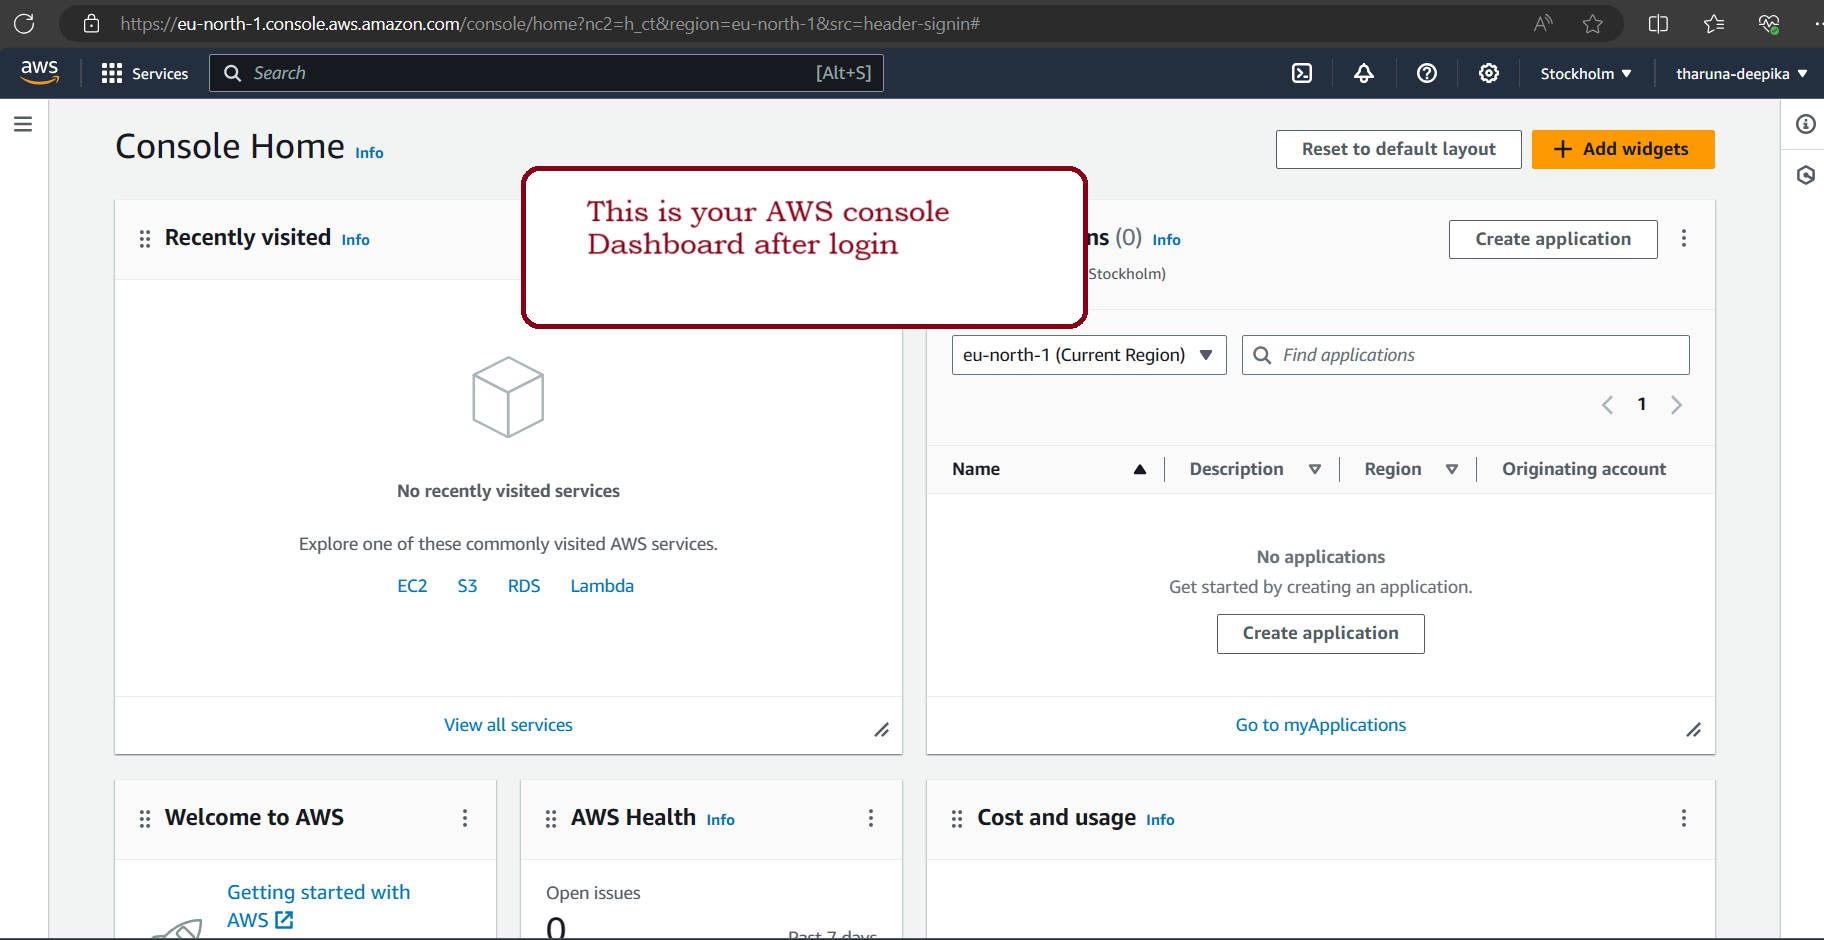 https://eu-north-1.console.aws.amazon.com/console/home?nc2=h_ct&region=eu-north-1&src=header-signin#
aws
Services
Search
[Alt+S]
Stockholm
tharuna-deepika
Console Home Info
Reset to default layout
+ Add widgets
This is your AWS console
Dashboard after login
Recently visited Info
ns (0) Info
Create application
Stockholm)
eu-north-1 (Current Region)
Find applications
1
No recently visited services
Explore one of these commonly visited AWS services.
EC2 S3 RDS Lambda
Name Description Region Originating account
No applications
Get started by creating an application.
Create application
View all services
Go to myApplications
Welcome to AWS
AWS Health Info
Cost and usage Info
Getting started with
AWS
Open issues
0
Past 7 days